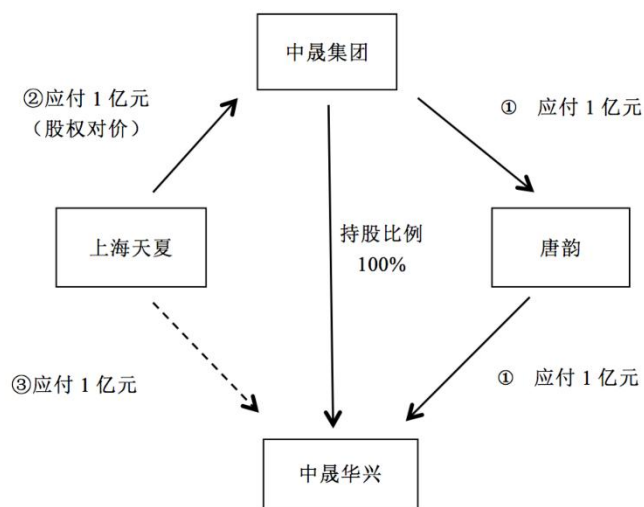 中晟集团
②应付 1 亿元
（股权对价）
① 应付 1 亿元
上海天夏
持股比例
100%
唐韵
③应付 1 亿元
① 应付 1 亿元
中晟华兴